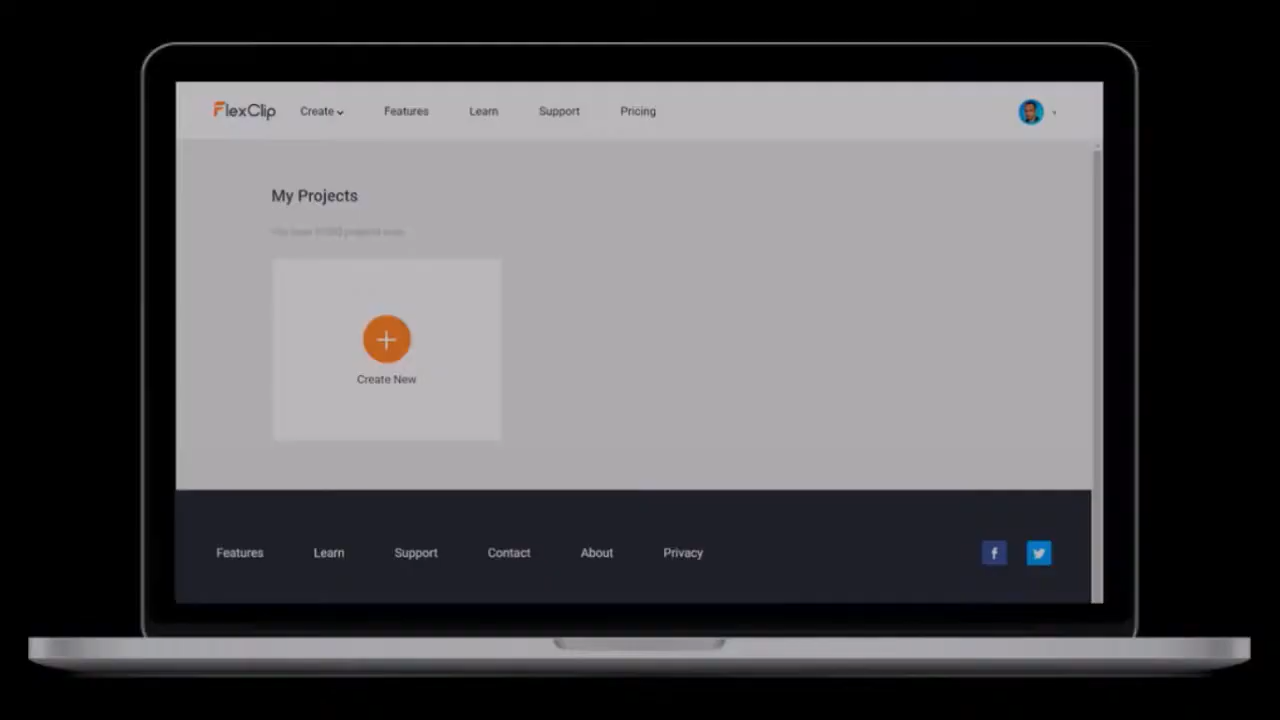 FlexClip Create Features Learn Support Pricing
My Projects
Create New
Features Learn Support Contact About Privacy